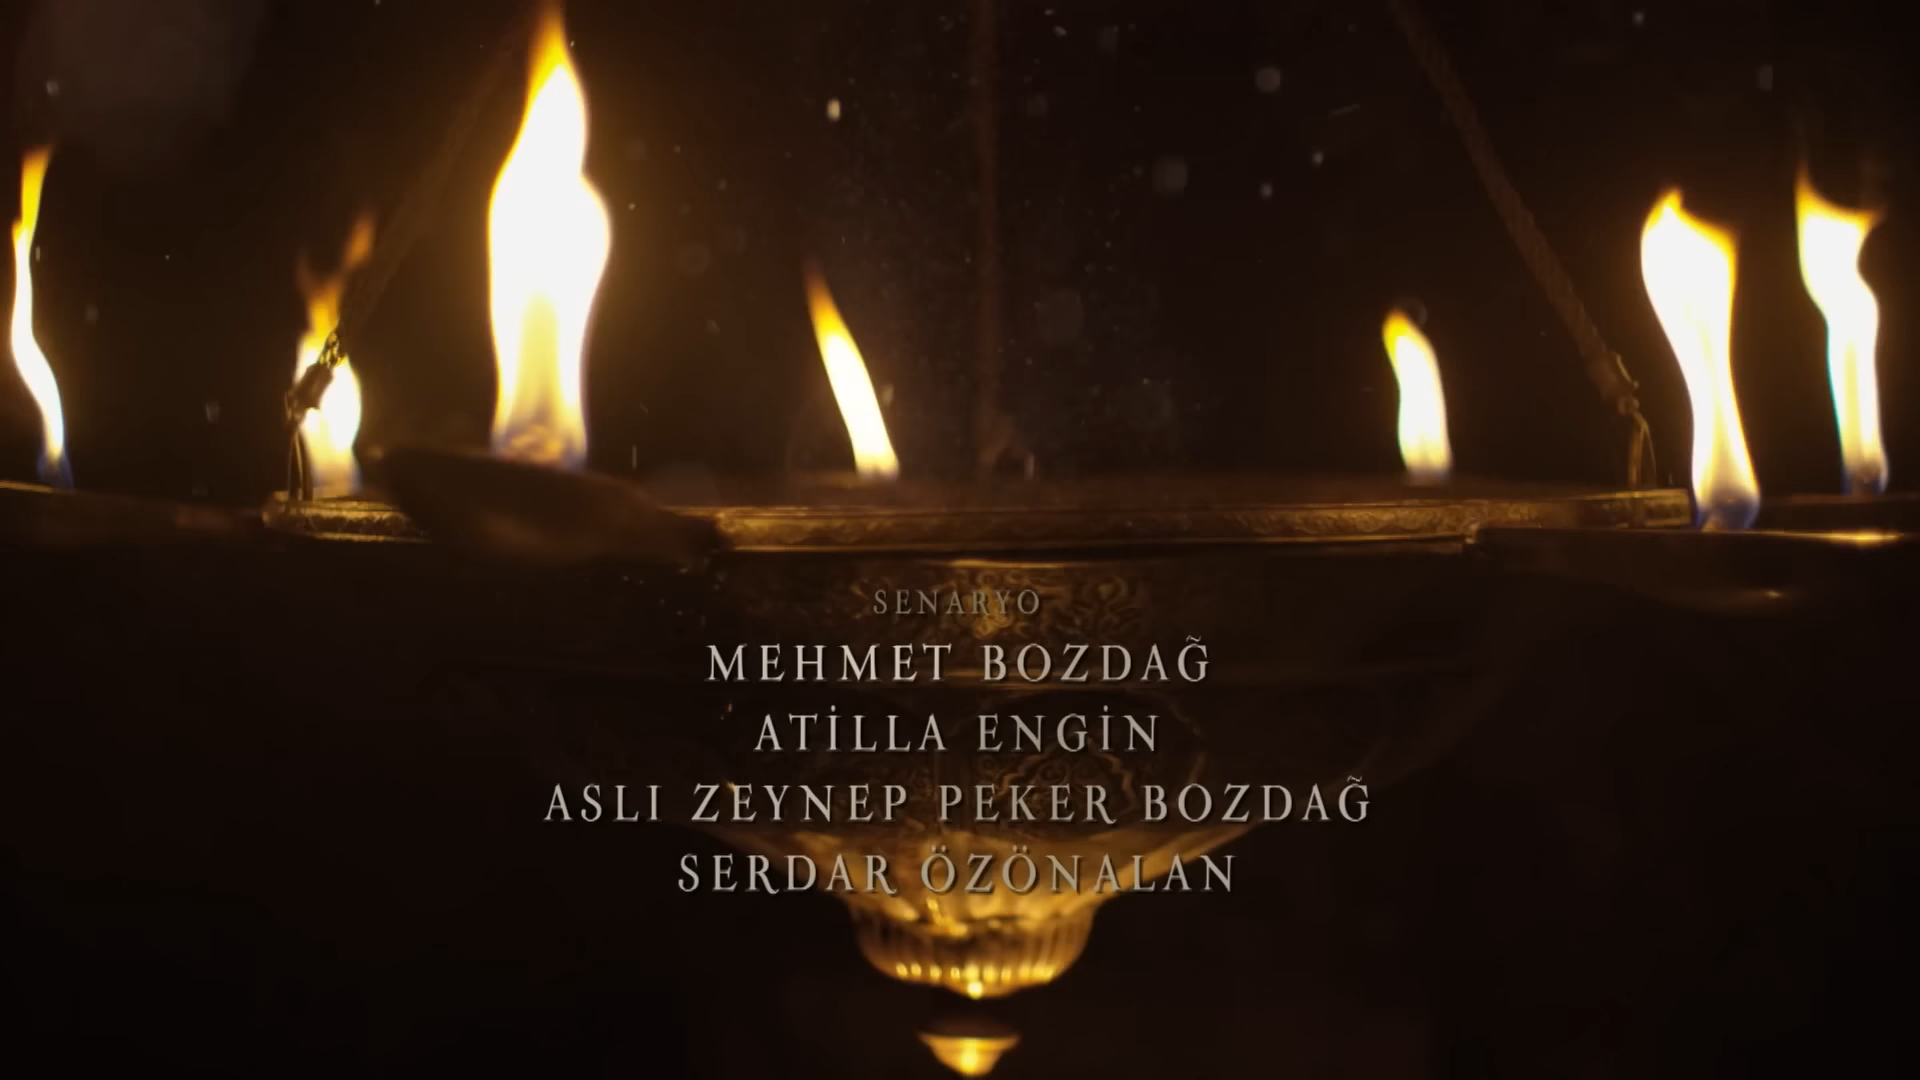 SENARYO
MEHMET BOZDAĞ
ATİLLA ENGİN
ASLI ZEYNEP PEKER BOZDAĞ
SERDAR ÖZÖNALAN